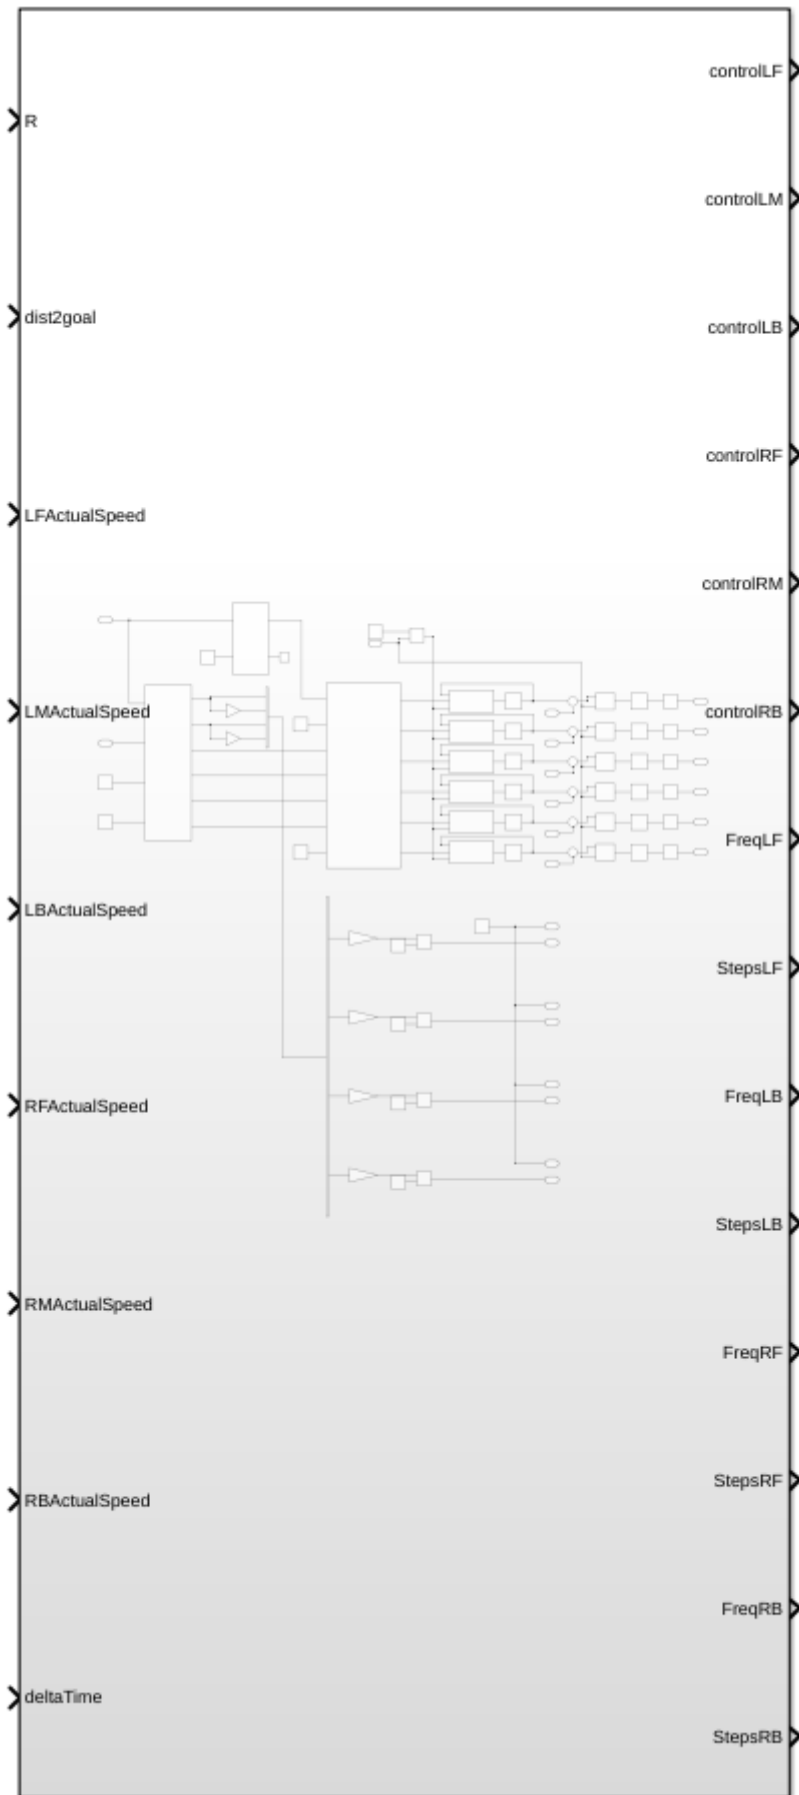 R
dist2goal
LFActualSpeed
LMActualSpeed
LBActualSpeed
RFActualSpeed
RMActualSpeed
RBActualSpeed
deltaTime
controlLF
controlLM
controlLB
controlRF
controlRM
controlRB
FreqLF
StepsLF
FreqLB
StepsLB
FreqRF
StepsRF
FreqRB
StepsRB